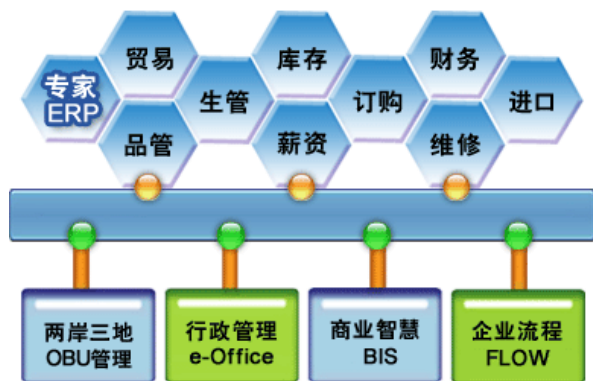 贸易
库存
财务
专家
ERP
生管
订购
进口
品管
薪资
维修
两岸三地
OBU管理
行政管理
e-Office
商业智慧
BIS
企业流程
FLOW